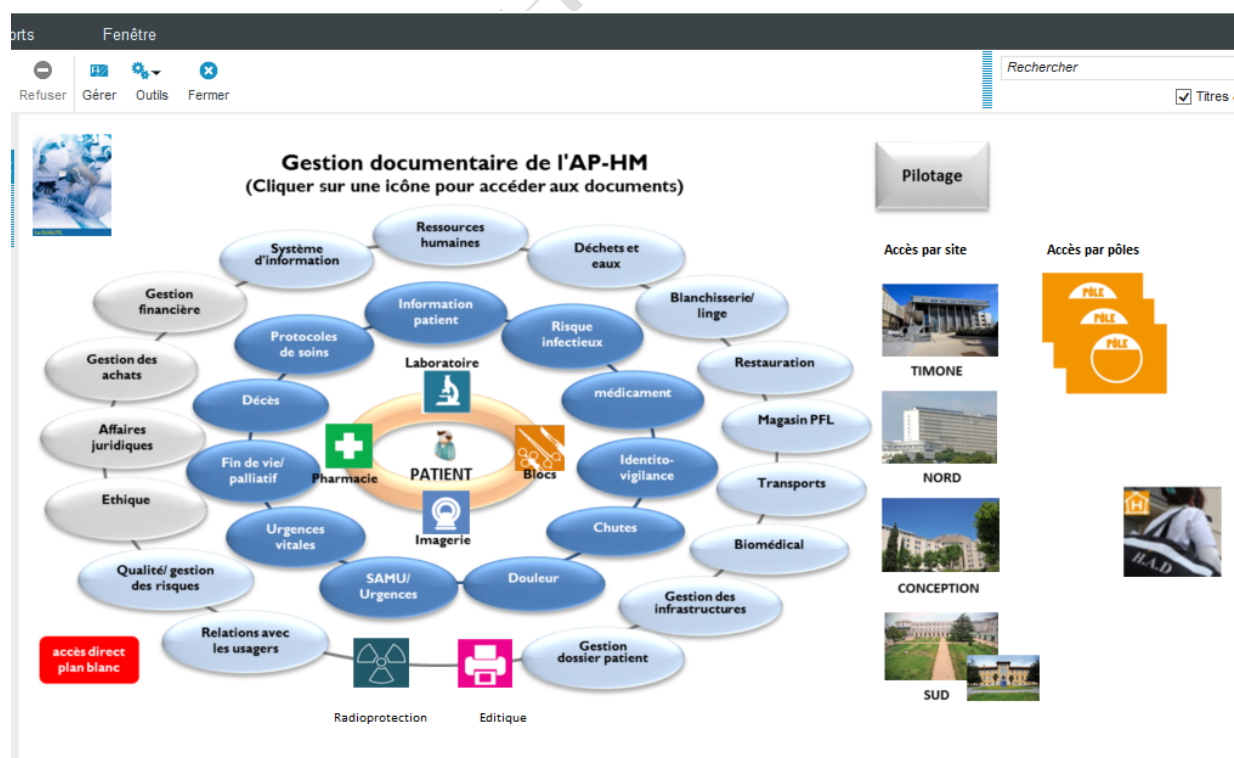 Fenêtre
Refuser Gérer Outils Fermer
Rechercher
Titres
Gestion documentaire de l'AP-HM
(Cliquer sur une icône pour accéder aux documents)
Pilotage
Accès par site
Accès par pôles
Ressources
humaines
Système
d'information
Déchets et
eaux
Gestion
financière
Blanchisserie/
linge
Gestion des
achats
Restauration
Affaires
juridiques
Magasin PFL
Ethique
Transports
Qualité/ gestion
des risques
Biomédical
Relations avec
les usagers
Gestion des
infrastructures
Gestion
dossier patient
Information
patient
Protocoles
de soins
Risque
infectieux
Décès
médicament
Fin de vie/
palliatif
Identito-
vigilance
Urgences
vitales
Chutes
SAMU/
Urgences
Douleur
Laboratoire
Pharmacie
PATIENT
Blocs
Imagerie
accès direct
plan blanc
Radioprotection
Editique
TIMONE
NORD
CONCEPTION
SUD
PÔLE
PÔLE
PÔLE
H
H.A.D